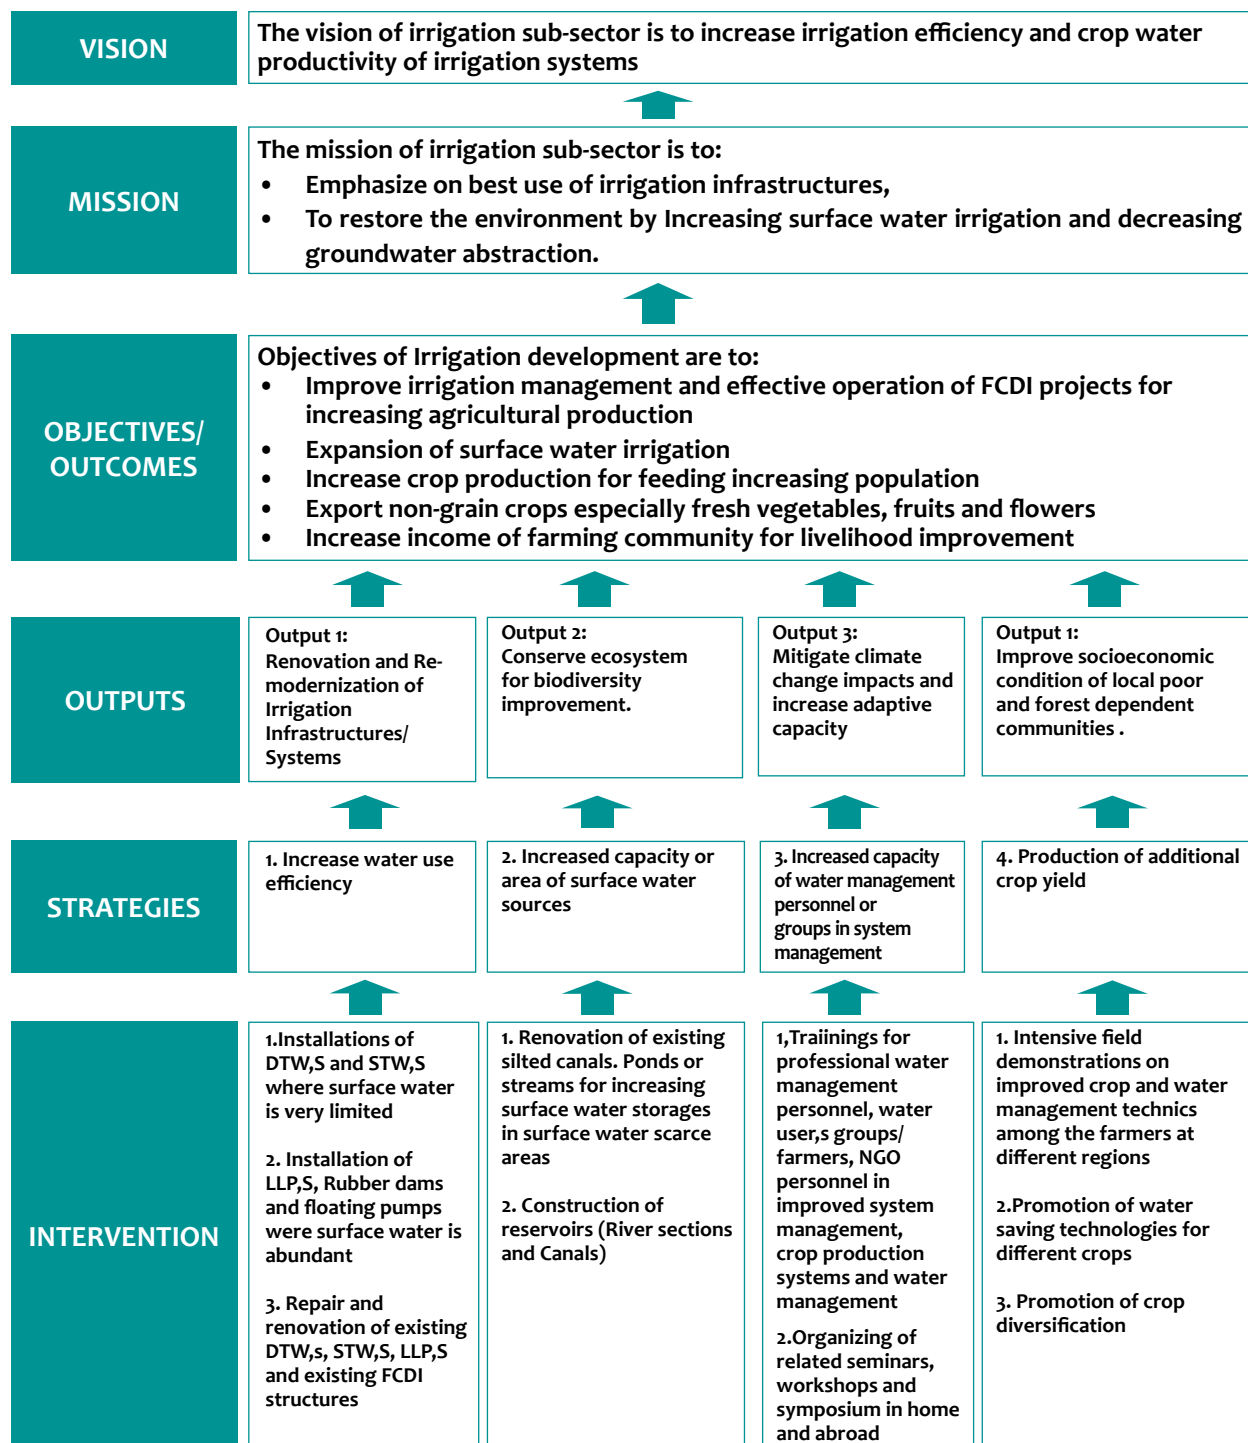 VISION
The vision of irrigation sub-sector is to increase irrigation efficiency and crop water
productivity of irrigation systems
MISSION
The mission of irrigation sub-sector is to:
• Emphasize on best use of irrigation infrastructures,
• To restore the environment by Increasing surface water irrigation and decreasing
groundwater abstraction.
OBJECTIVES/
OUTCOMES
Objectives of Irrigation development are to:
• Improve irrigation management and effective operation of FCDI projects for
increasing agricultural production
• Expansion of surface water irrigation
• Increase crop production for feeding increasing population
• Export non-grain crops especially fresh vegetables, fruits and flowers
• Increase income of farming community for livelihood improvement
OUTPUTS
Output 1:
Renovation and Re-
modernization of
Irrigation
Infrastructures/
Systems
Output 2:
Conserve ecosystem
for biodiversity
improvement.
Output 3:
Mitigate climate
change impacts and
increase adaptive
capacity
Output 1:
Improve socioeconomic
condition of local poor
and forest dependent
communities .
STRATEGIES
1. Increase water use
efficiency
2. Increased capacity or
area of surface water
sources
3. Increased capacity
of water management
personnel or
groups in system
management
4. Production of additional
crop yield
INTERVENTION
1.Installations of
DTW,S and STW,S
where surface water
is very limited
2. Installation of
LLP,S, Rubber dams
and floating pumps
were surface water is
abundant
3. Repair and
renovation of existing
DTW,s, STW,S, LLP,S
and existing FCDI
structures
1. Renovation of existing
silted canals. Ponds or
streams for increasing
surface water storages
in surface water scarce
areas
2. Construction of
reservoirs (River sections
and Canals)
1,Traiinings for
professional water
management
personnel, water
user,s groups/
farmers, NGO
personnel in
improved system
management,
crop production
systems and water
management
2.Organizing of
related seminars,
workshops and
symposium in home
and abroad
1. Intensive field
demonstrations on
improved crop and water
management technics
among the farmers at
different regions
2.Promotion of water
saving technologies for
different crops
3. Promotion of crop
diversification